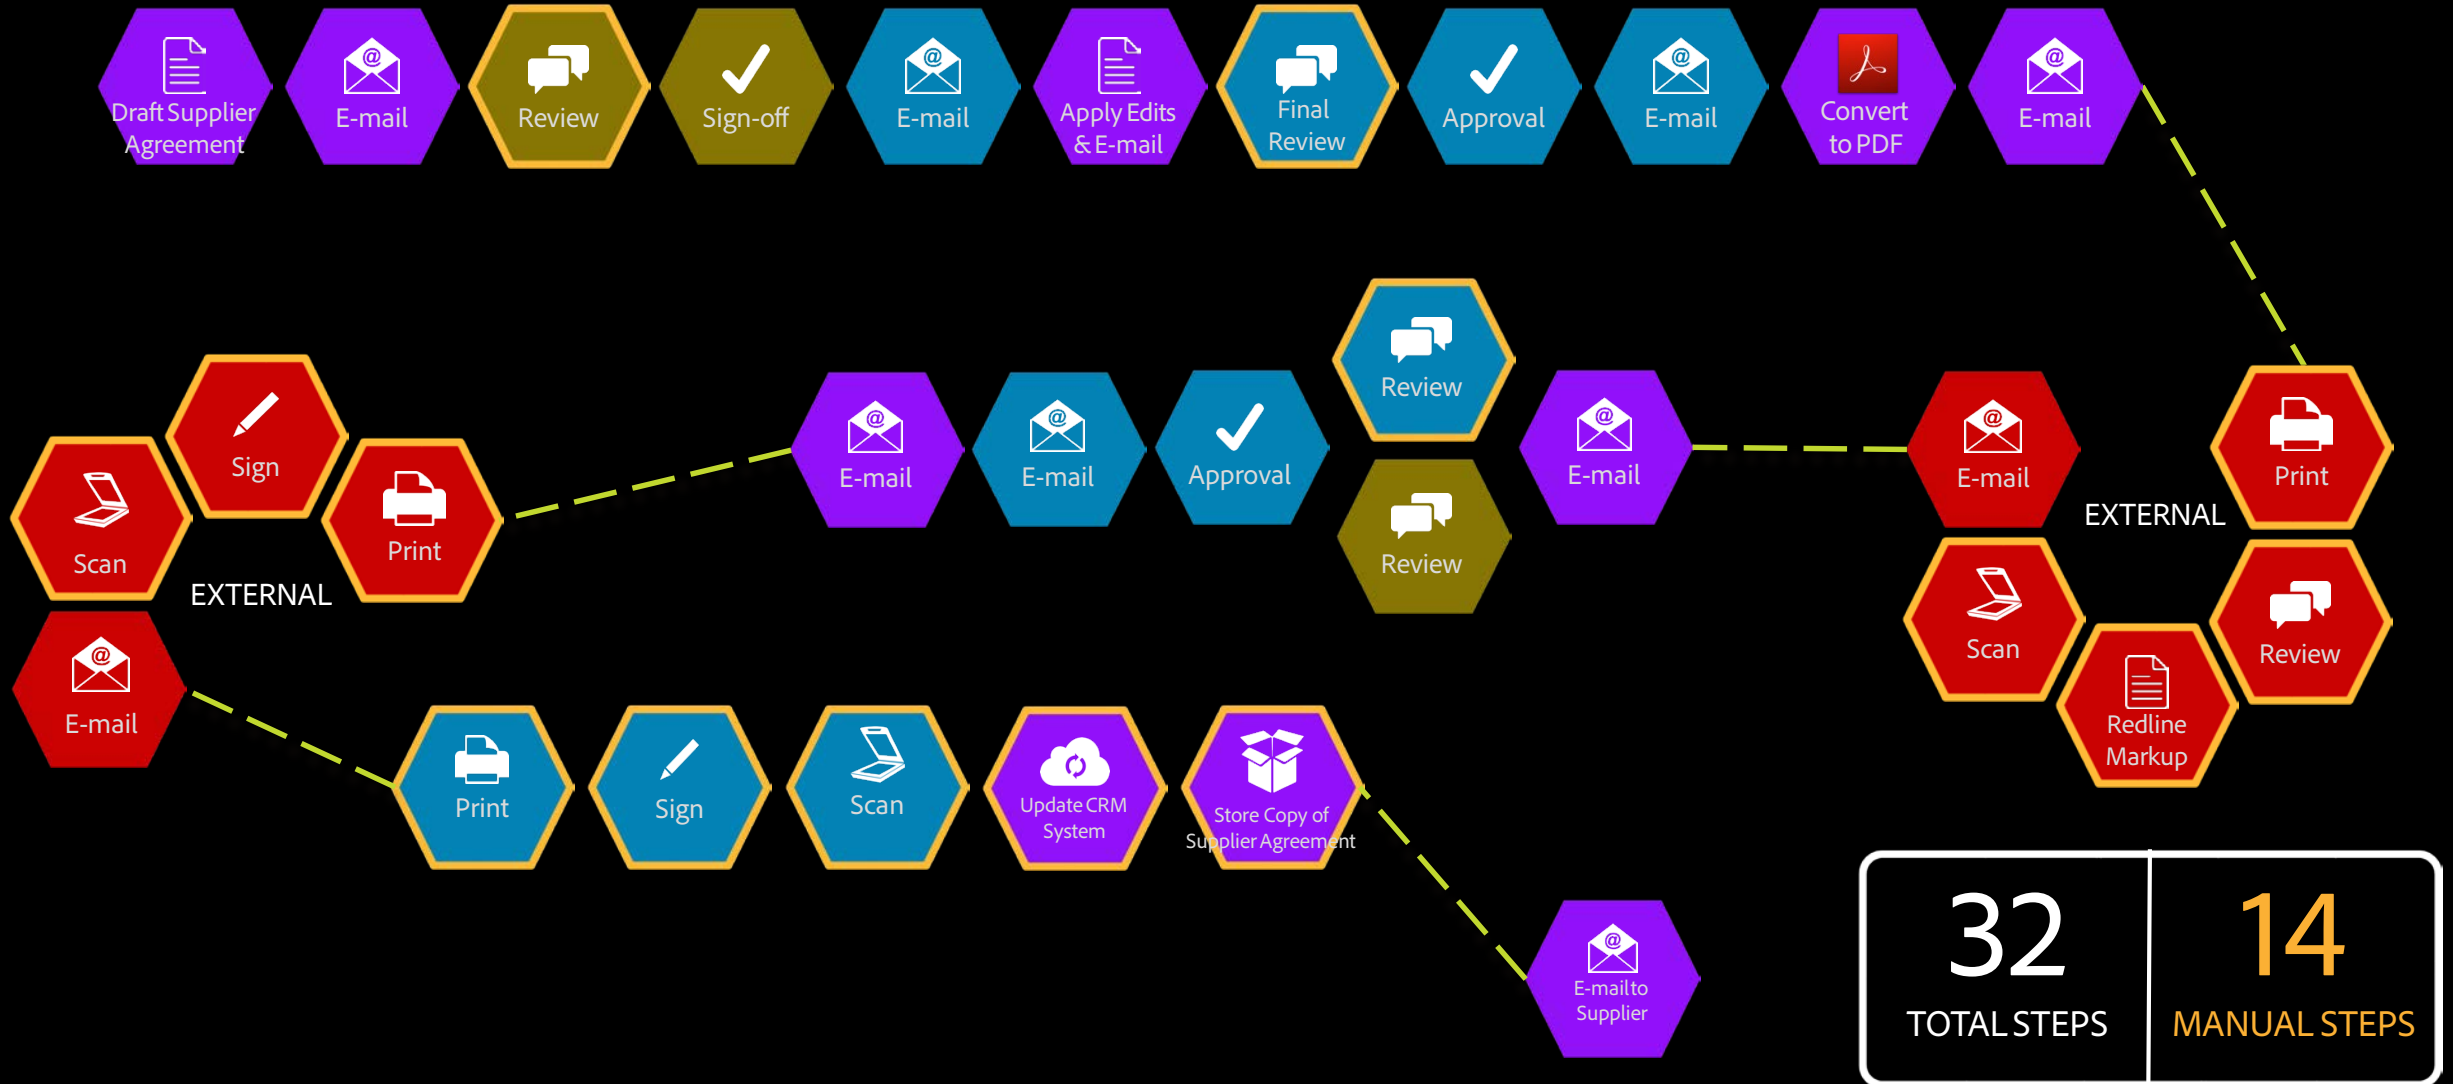 Draft Supplier
Agreement
E-mail
Review
Sign-off
E-mail
Apply Edits
& E-mail
Final
Review
Approval
E-mail
Convert
to PDF
E-mail
Print
Review
Redline
Markup
Scan
E-mail
EXTERNAL
E-mail
Review
Review
Approval
E-mail
E-mail
Print
Sign
Scan
EXTERNAL
E-mail
Print
Sign
Scan
Update CRM
System
Store Copy of
Supplier Agreement
E-mail to
Supplier
32
TOTAL STEPS
14
MANUAL STEPS